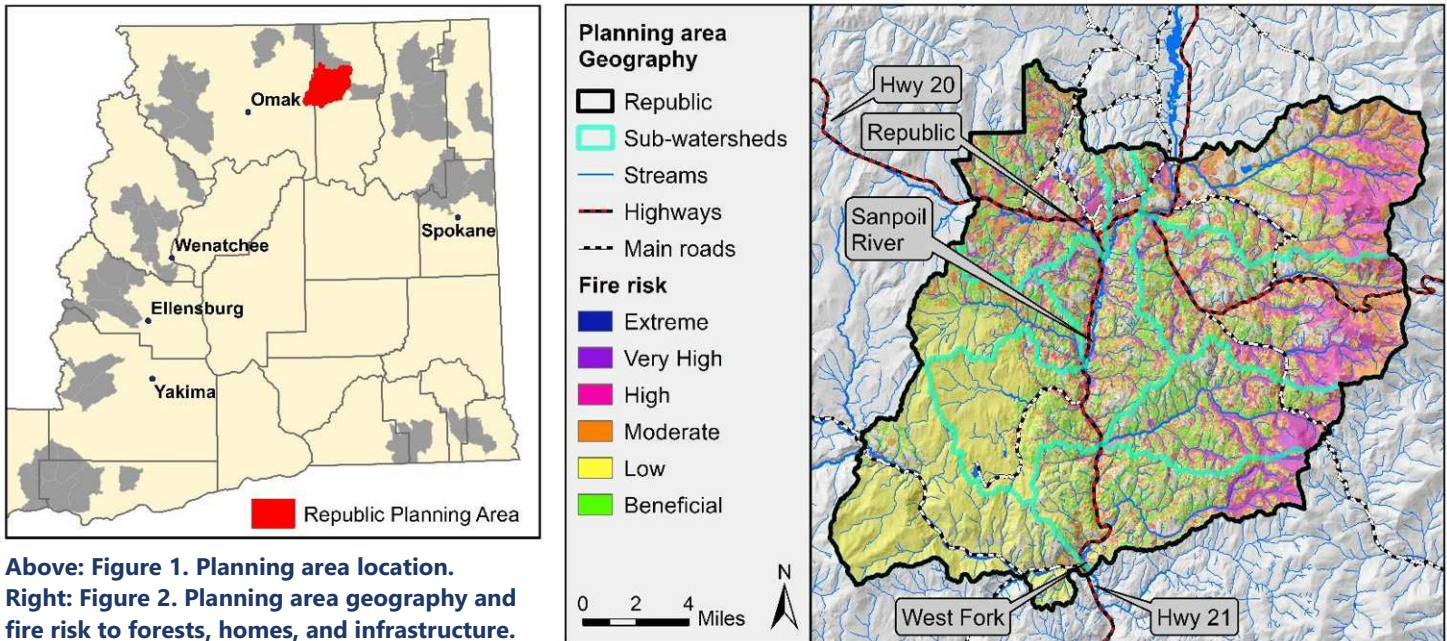 Omak
Wenatchee
Spokane
Ellensburg
Yakima
Republic Planning Area
Above: Figure 1. Planning area location.
Right: Figure 2. Planning area geography and
fire risk to forests, homes, and infrastructure.
Planning area
Geography
Republic
Sub-watersheds
Streams
Highways
Main roads
Fire risk
Extreme
Very High
High
Moderate
Low
Beneficial
0 2 4 Miles
N
Hwy 20
Republic
Sanpoil
River
West Fork
Hwy 21